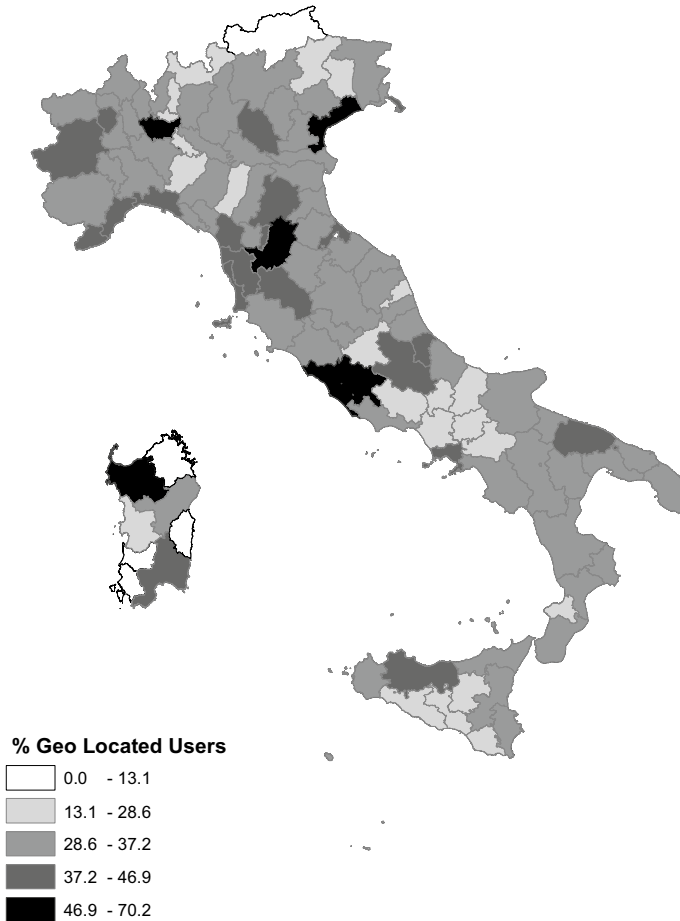 % Geo Located Users
0.0 - 13.1
13.1 - 28.6
28.6 - 37.2
37.2 - 46.9
46.9 - 70.2